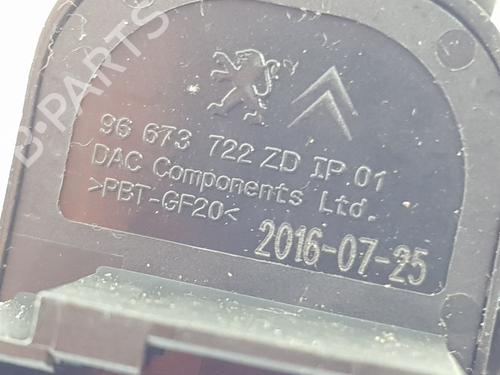 B-PARTS
96 673 722 ZD IP 01
DAC Components Ltd.
>PBT-GF20<
2016-07-25